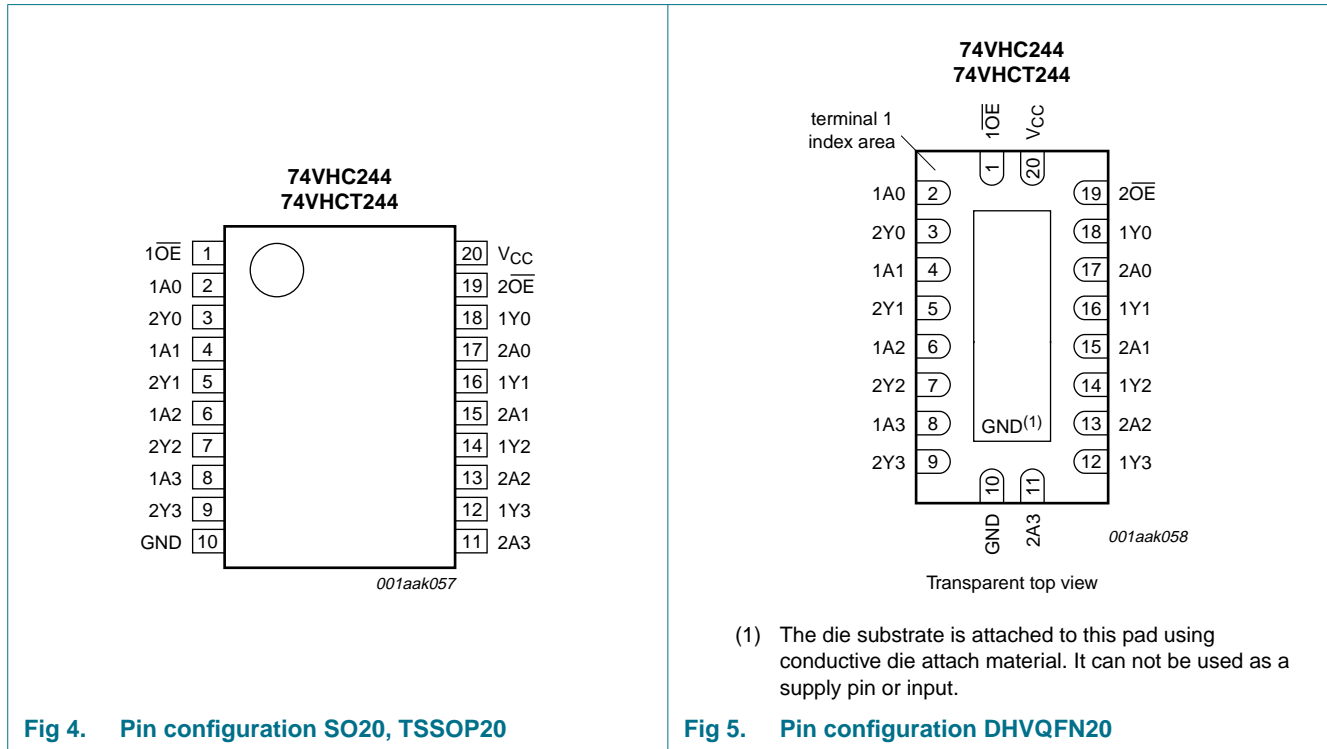 74VHC244
74VHCT244
1O̅E̅ 1
1A0 2
2Y0 3
1A1 4
2Y1 5
1A2 6
2Y2 7
1A3 8
2Y3 9
GND 10
20 VCC
19 2O̅E̅
18 1Y0
17 2A0
16 1Y1
15 2A1
14 1Y2
13 2A2
12 1Y3
11 2A3
001aak057
Fig 4. Pin configuration SO20, TSSOP20
74VHC244
74VHCT244
terminal 1
index area
1O̅E̅
VCC
1
20
1A0 2
2Y0 3
1A1 4
2Y1 5
1A2 6
2Y2 7
1A3 8
2Y3 9
19 2O̅E̅
18 1Y0
17 2A0
16 1Y1
15 2A1
14 1Y2
13 2A2
12 1Y3
GND(1)
10
11
GND
2A3
001aak058
Transparent top view
(1) The die substrate is attached to this pad using
conductive die attach material. It can not be used as a
supply pin or input.
Fig 5. Pin configuration DHVQFN20